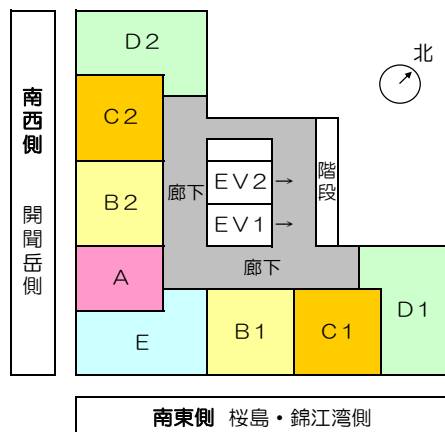 D2
北
C2
南西側 開聞岳側
EV2 →
階段
B2
廊下
EV1 →
廊下
A
D1
E
B1
C1
南東側 桜島・錦江湾側